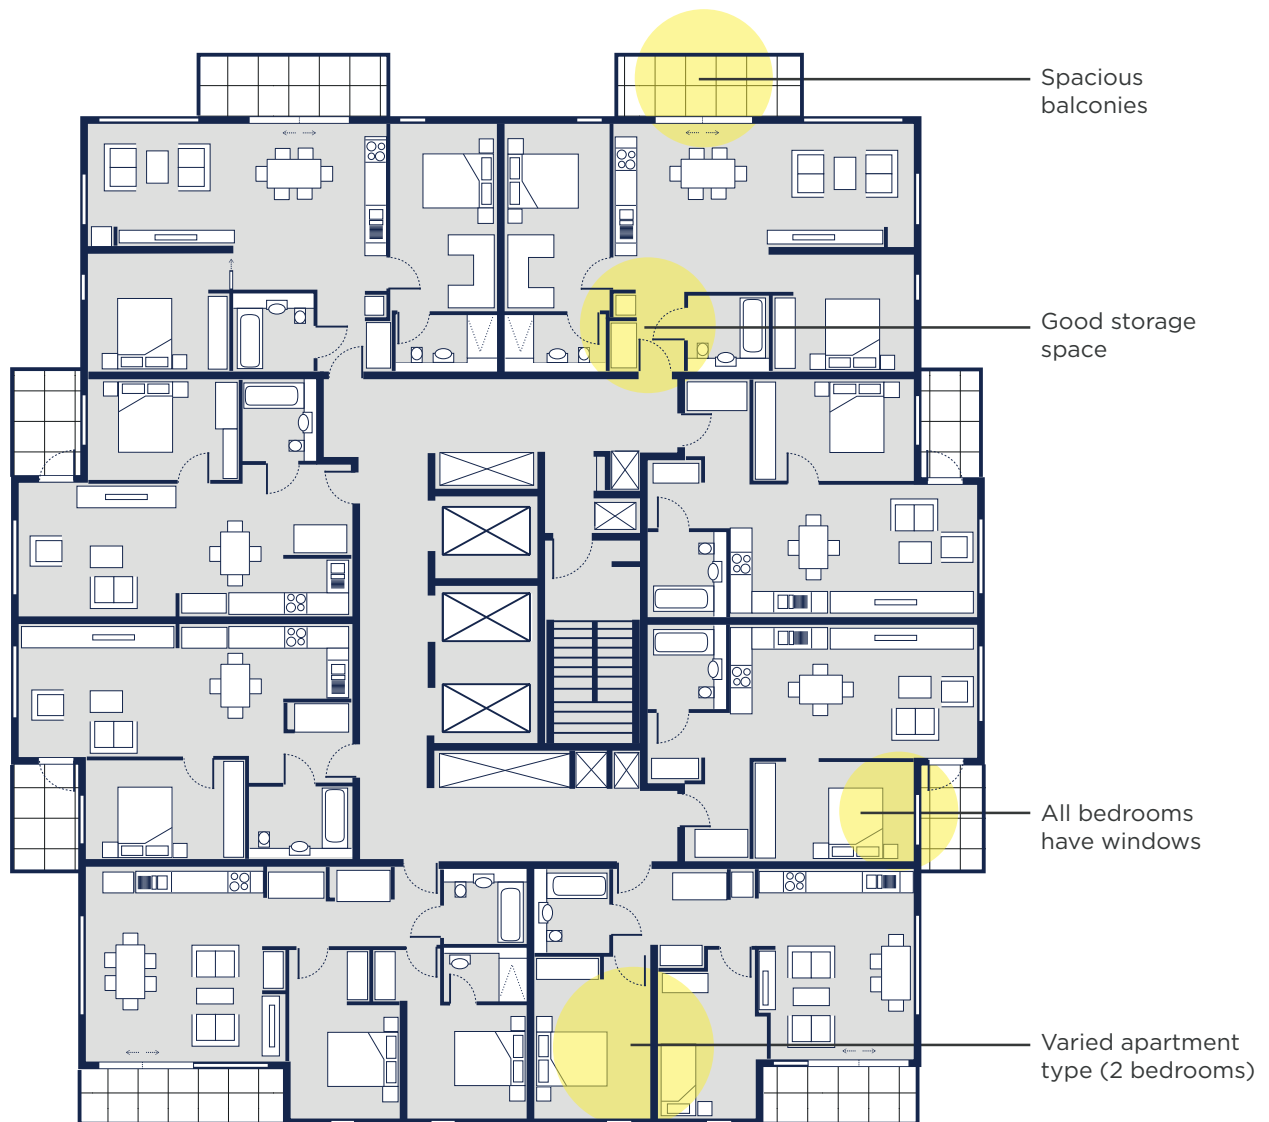 Spacious
balconies
Good storage
space
All bedrooms
have windows
Varied apartment
type (2 bedrooms)